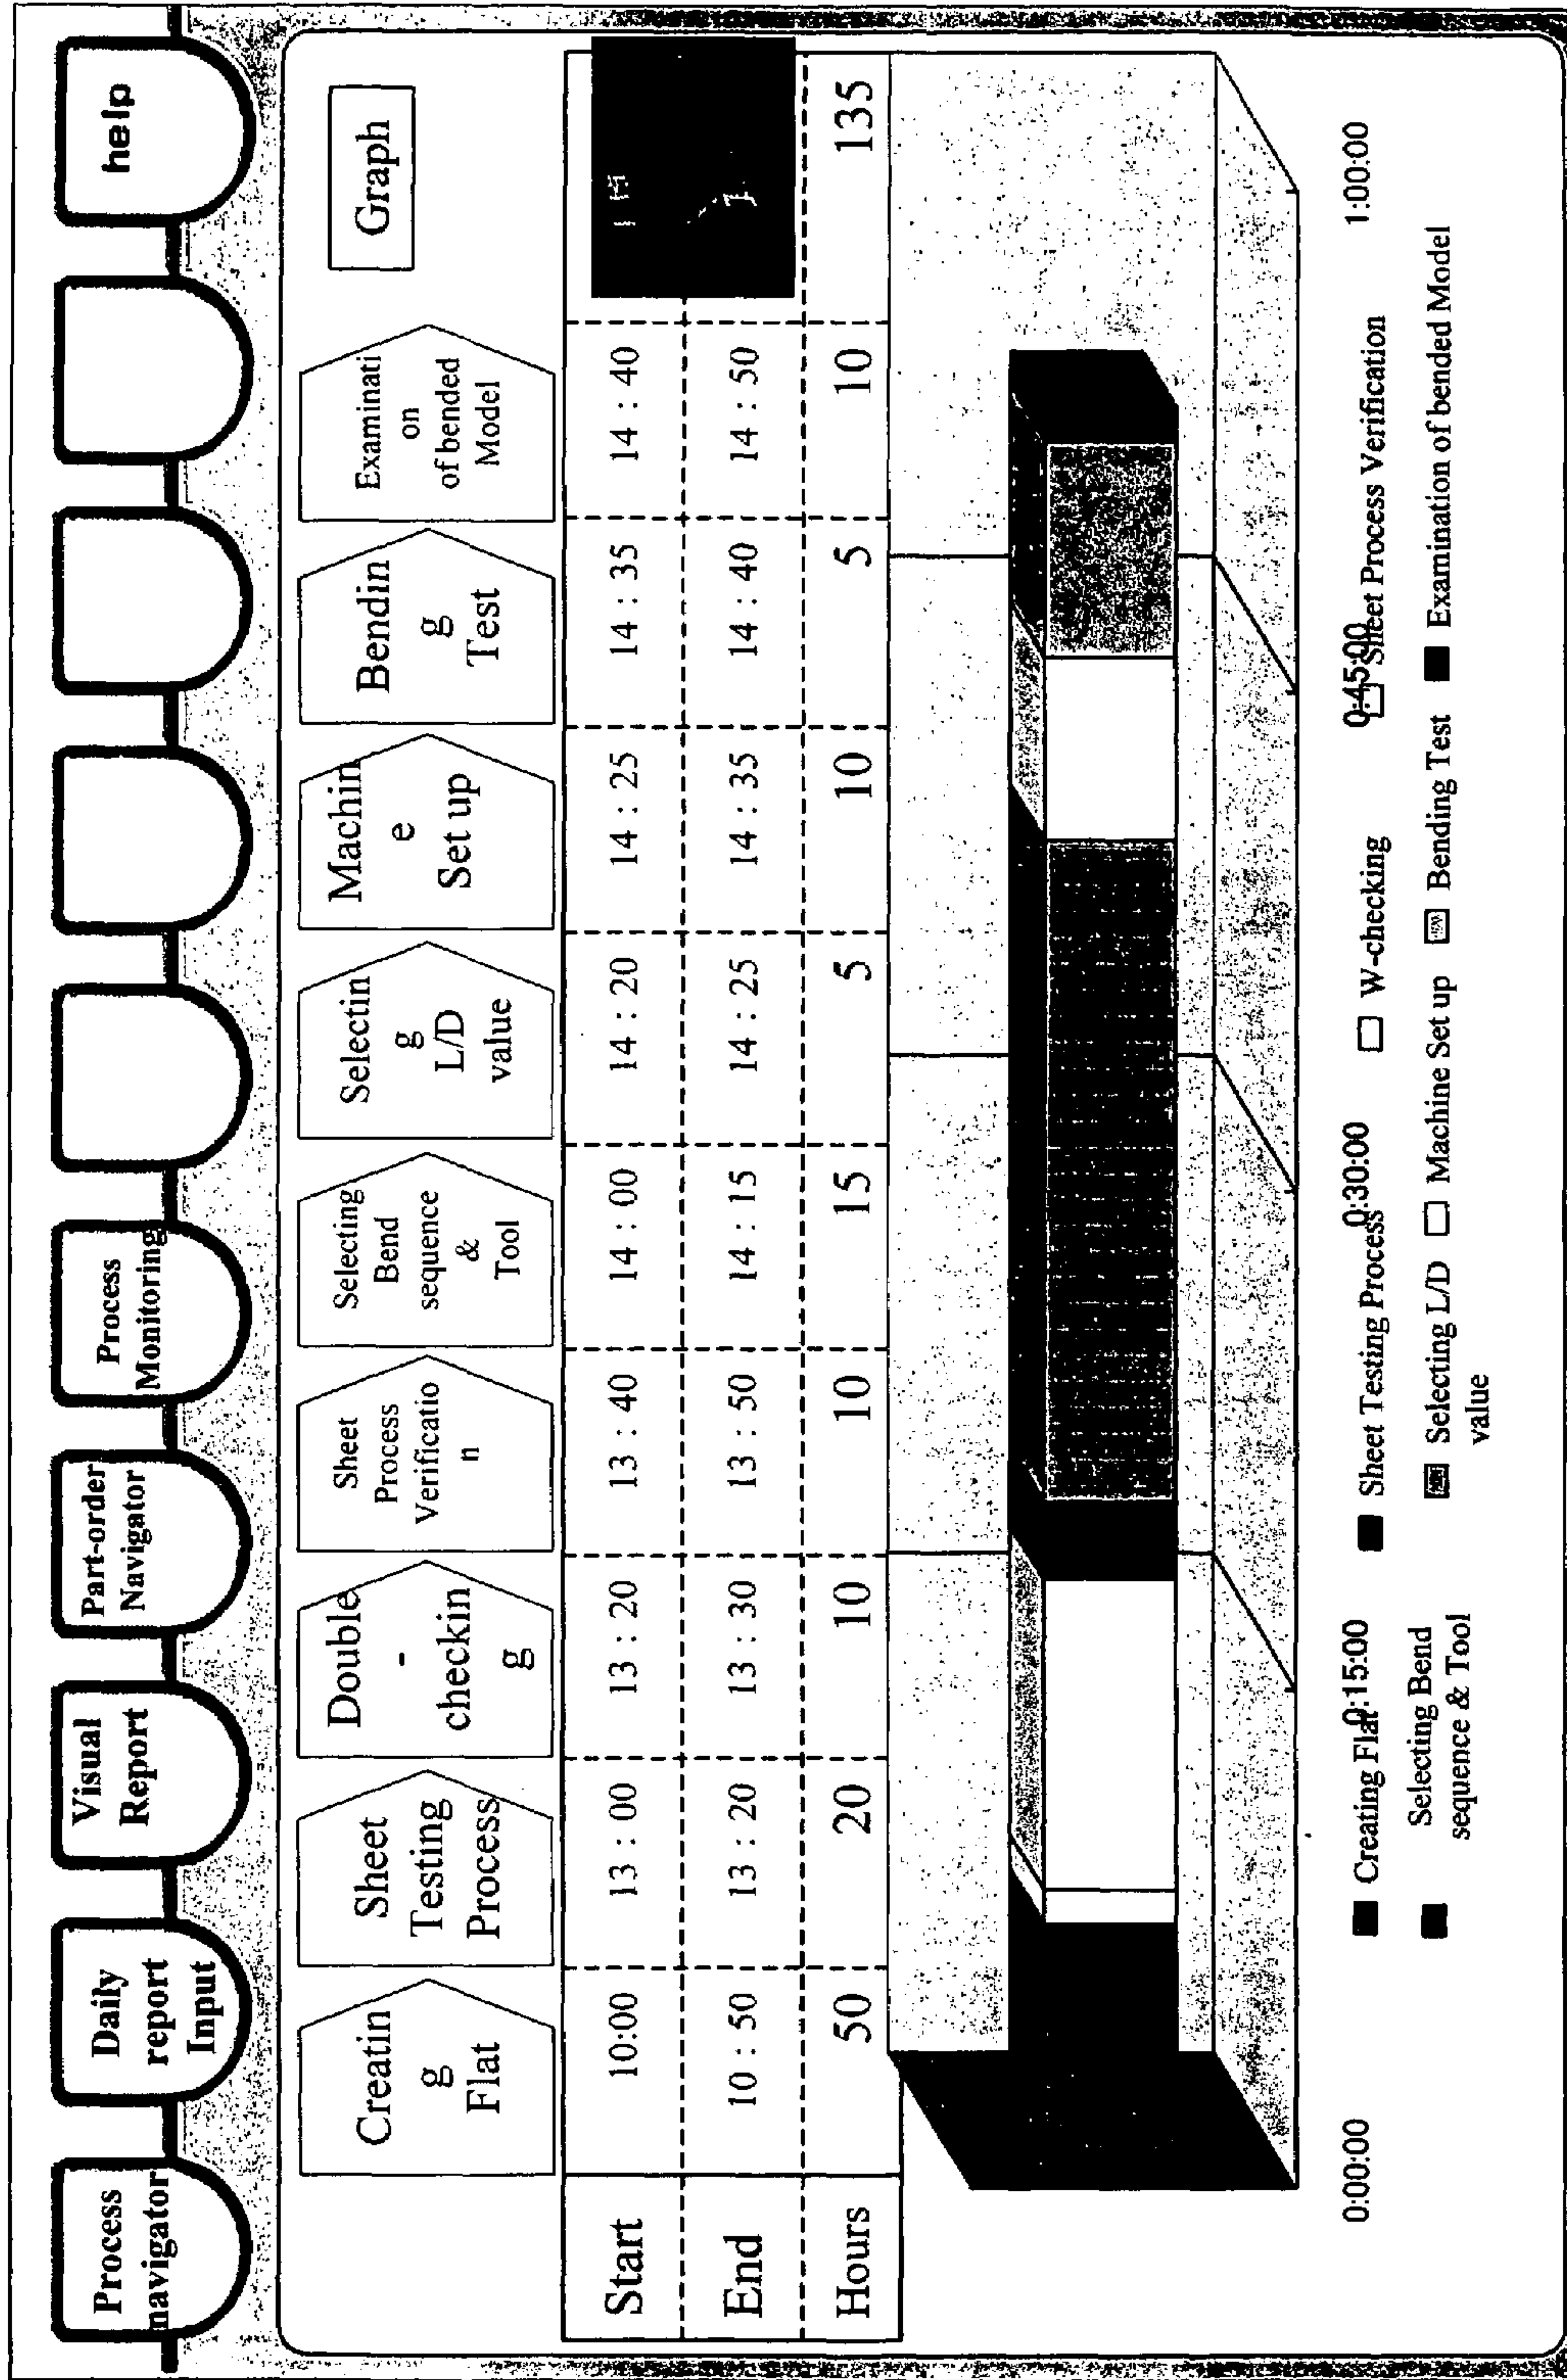 Process
navigator
Daily
report
Input
Visual
Report
Part-order
Navigator
Process
Monitoring
help
Graph
Creatin
g
Flat
Sheet
Testing
Process
Double
-
checkin
g
Sheet
Process
Verificatio
n
Selecting
Bend
sequence
&
Tool
Selectin
g
L/D
value
Machin
e
Set up
Bendin
g
Test
Examinati
on
of bended
Model
Start 10:00 13 : 00 13 : 20 13 : 40 14 : 00 14 : 20 14 : 25 14 : 35 14 : 40
End 10 : 50 13 : 20 13 : 30 13 : 50 14 : 15 14 : 25 14 : 35 14 : 40 14 : 50
Hours 50 20 10 10 15 5 10 5 10 135
0:00:00 0:15:00 0:30:00 0:45:00 1:00:00
Creating Flat Sheet Testing Process W-checking Sheet Process Verification
Selecting Bend
sequence & Tool
Selecting L/D
value
Machine Set up Bending Test Examination of bended Model